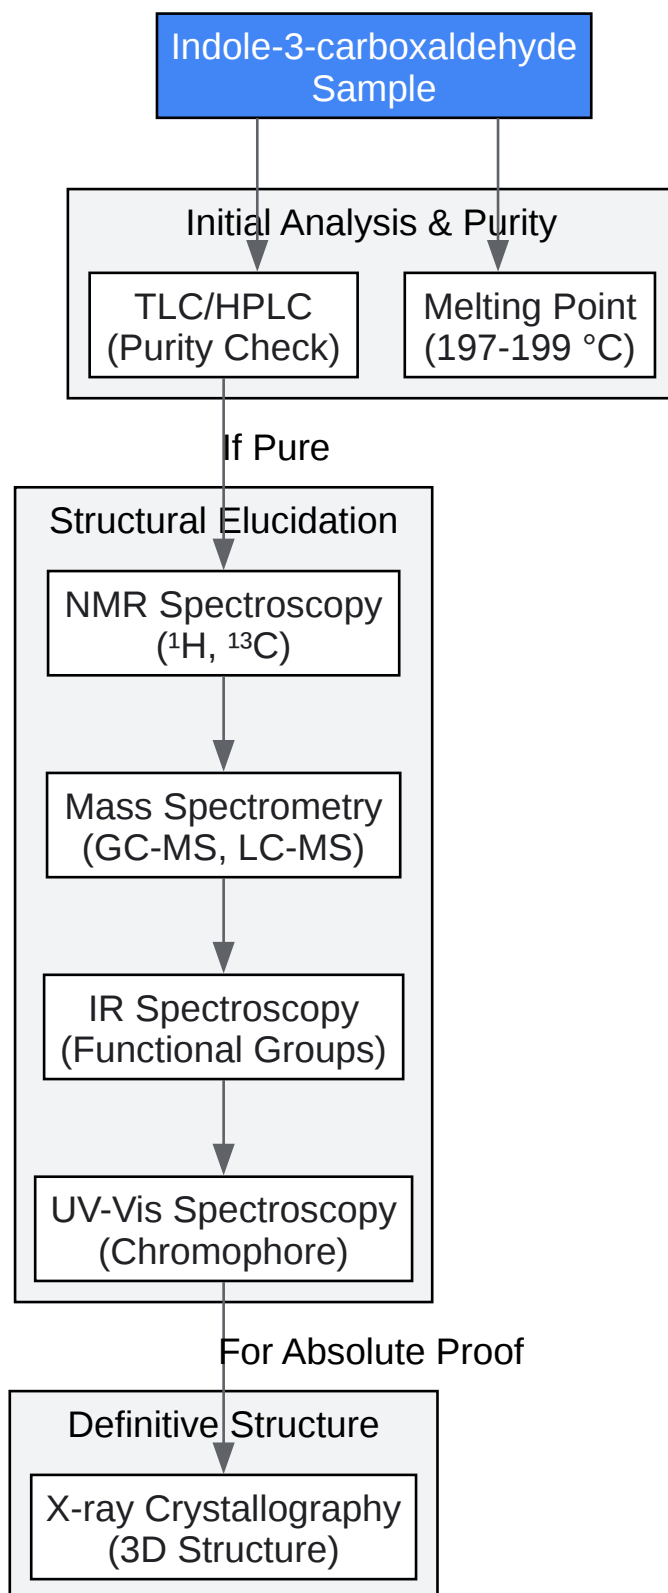 Indole-3-carboxaldehyde
Sample
Initial Analysis & Purity
TLC/HPLC
(Purity Check)
Melting Point
(197-199 °C)
If Pure
Structural Elucidation
NMR Spectroscopy
(¹H, ¹³C)
Mass Spectrometry
(GC-MS, LC-MS)
IR Spectroscopy
(Functional Groups)
UV-Vis Spectroscopy
(Chromophore)
For Absolute Proof
Definitive Structure
X-ray Crystallography
(3D Structure)